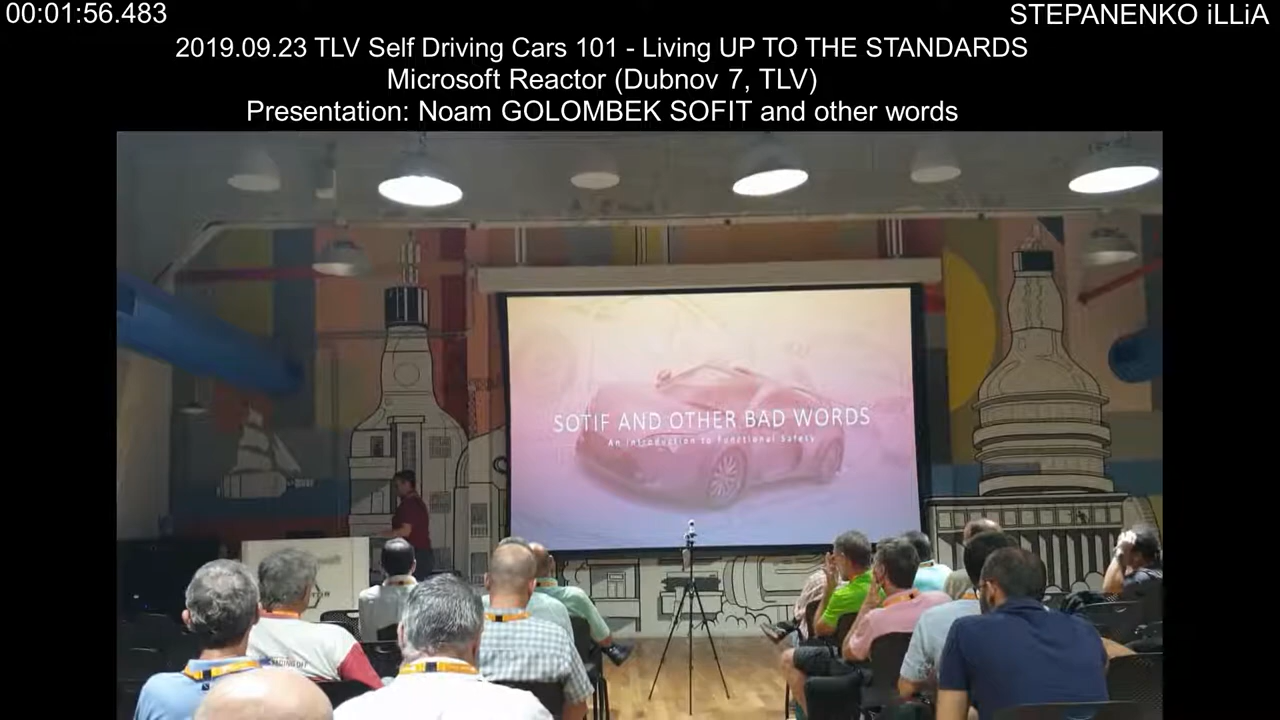 00:01:56.483
STEPANENKO iLLiA
2019.09.23 TLV Self Driving Cars 101 - Living UP TO THE STANDARDS
Microsoft Reactor (Dubnov 7, TLV)
Presentation: Noam GOLOMBEK SOFIT and other words
SOTIF AND OTHER BAD WORDS
An Introduction to Functional Safety